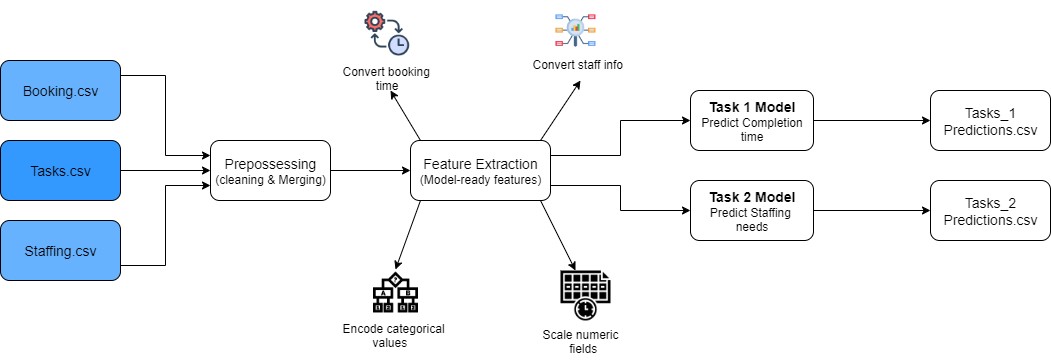 Convert booking
time
Convert staff info
Booking.csv
Tasks.csv
Staffing.csv
Prepossessing
(cleaning & Merging)
Feature Extraction
(Model-ready features)
Task 1 Model
Predict Completion
time
Tasks_1
Predictions.csv
Task 2 Model
Predict Staffing
needs
Tasks_2
Predictions.csv
?
A
B
Encode categorical
values
Scale numeric
fields